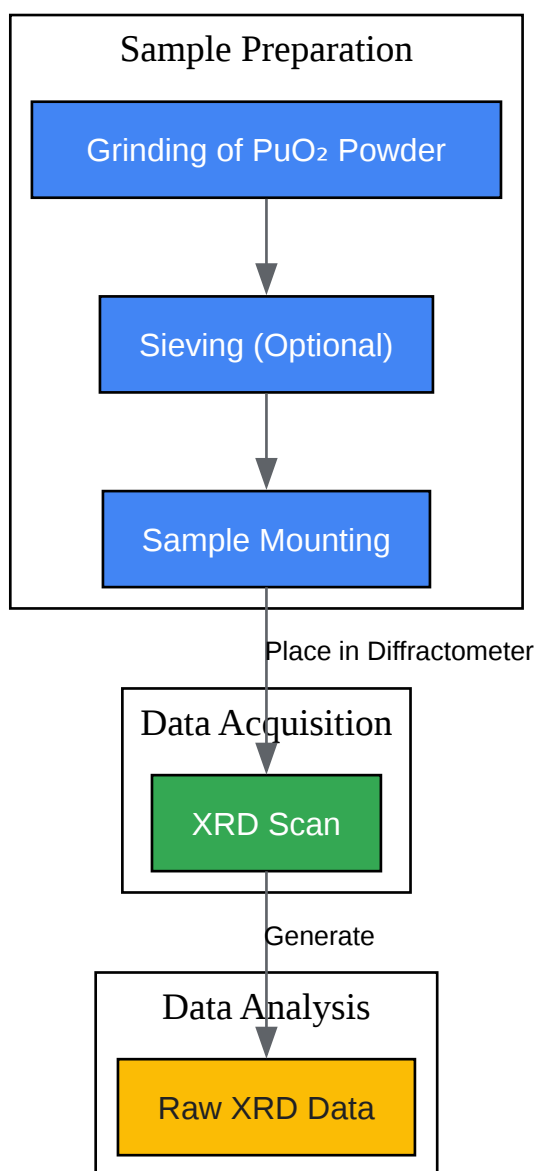 Sample Preparation
Grinding of PuO₂ Powder
Sieving (Optional)
Sample Mounting
Place in Diffractometer
Data Acquisition
XRD Scan
Generate
Data Analysis
Raw XRD Data